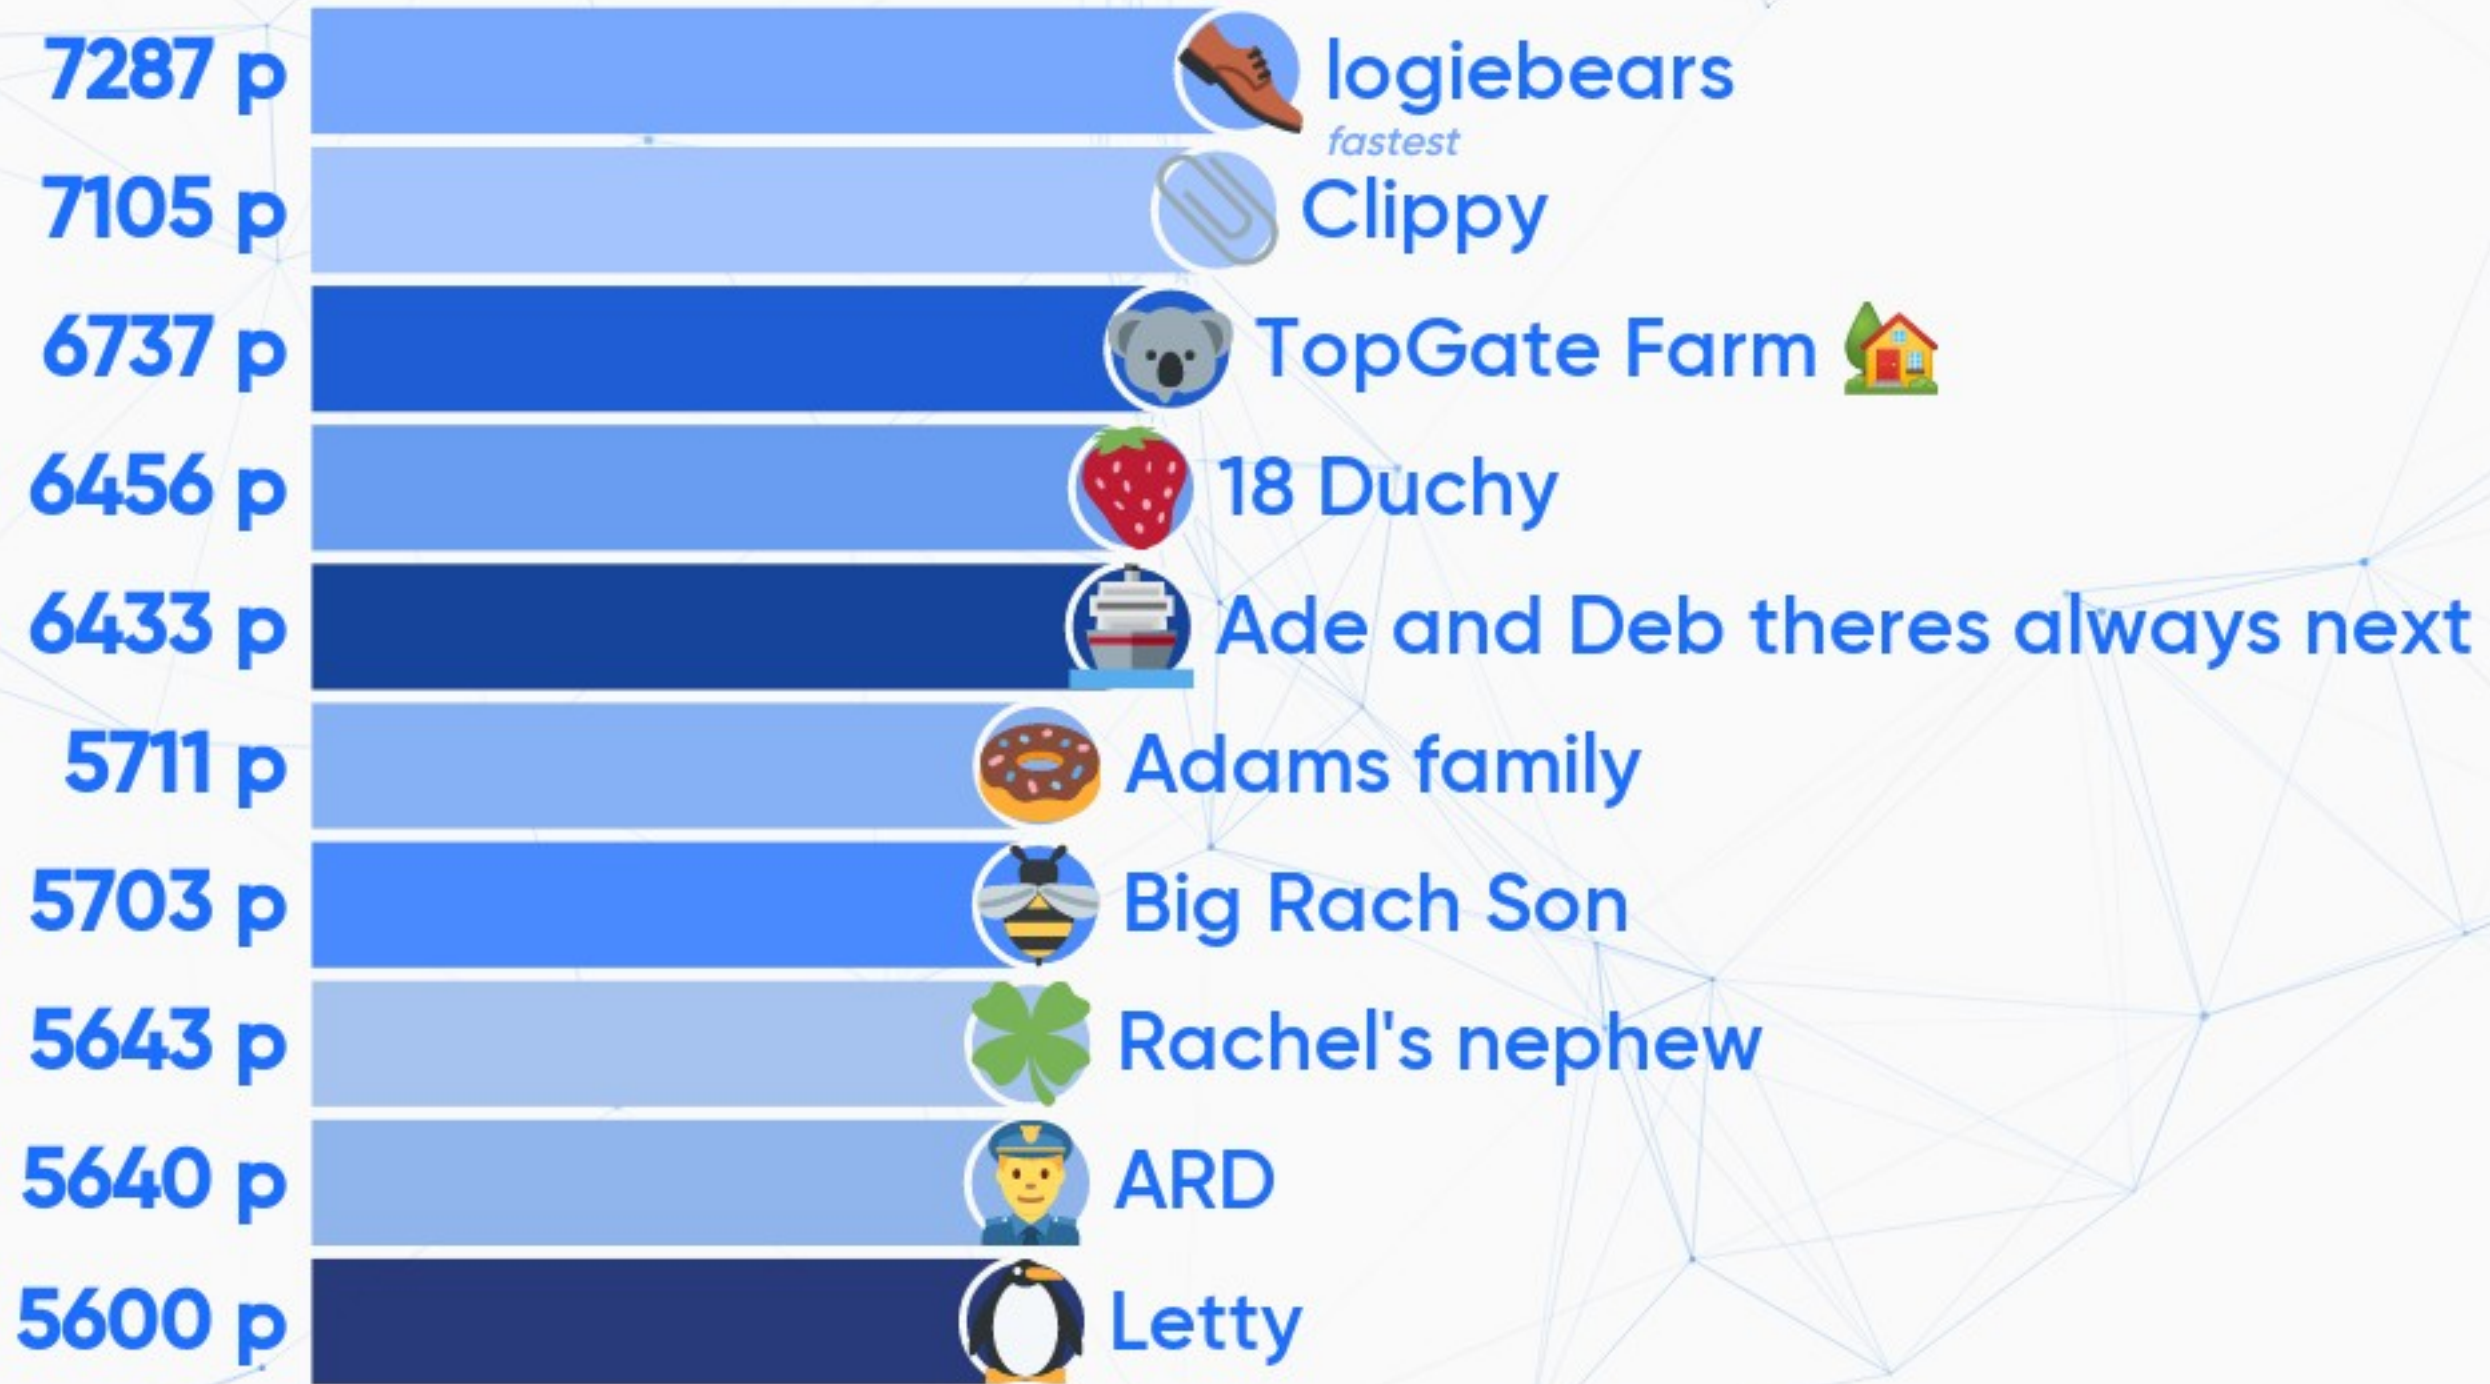 7287 p logiebears
fastest
7105 p Clippy
6737 p TopGate Farm
6456 p 18 Duchy
6433 p Ade and Deb theres always next
5711 p Adams family
5703 p Big Rach Son
5643 p Rachel's nephew
5640 p ARD
5600 p Letty